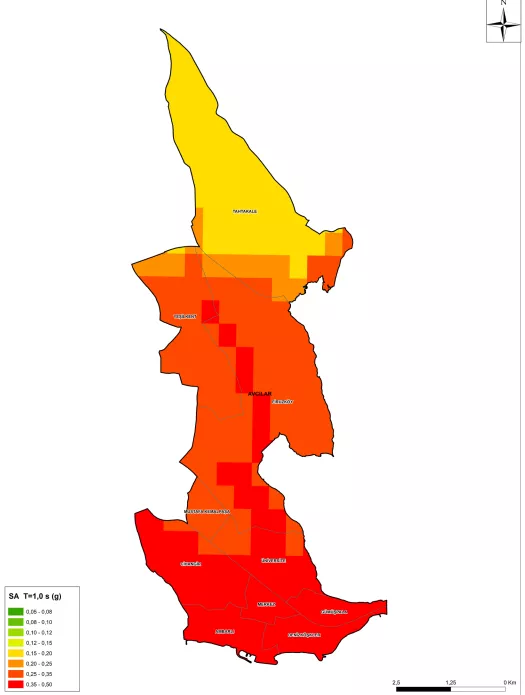 N
TAHTAKALE
YEŞİLKENT
AVCILAR
FİRUZKÖY
MUSTAFA KEMALPAŞA
ÜNİVERSİTE
CİHANGİR
MERKEZ
GÜMÜŞPALA
AMBARLI
DENİZKÖŞKLER
SA T=1,0 s (g)
0,05 - 0,08
0,08 - 0,10
0,10 - 0,12
0,12 - 0,15
0,15 - 0,20
0,20 - 0,25
0,25 - 0,35
0,35 - 0,50
2,5 1,25 0 Km